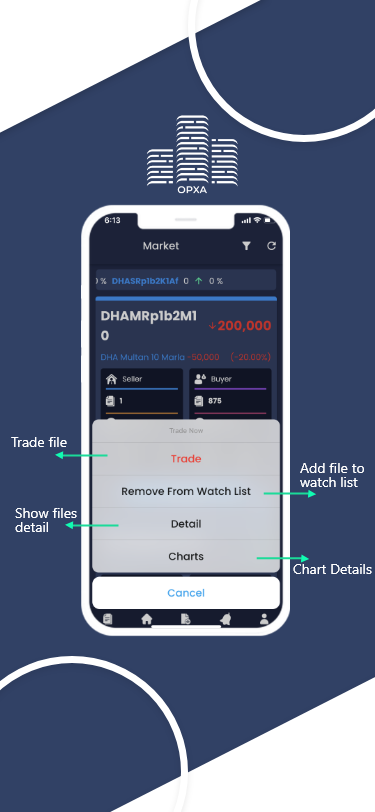 OPXA
6:13
Market
0 % DHASRp1b2K1Af 0 ↑ 0 %
DHAMRp1b2M1
0
↓200,000
DHA Multan 10 Marla -50,000 (-20.00%)
Seller
Buyer
1
875
Trade Now
Trade
Remove From Watch List
Detail
Charts
Cancel
Trade file
Add file to
watch list
Show files
detail
Chart Details